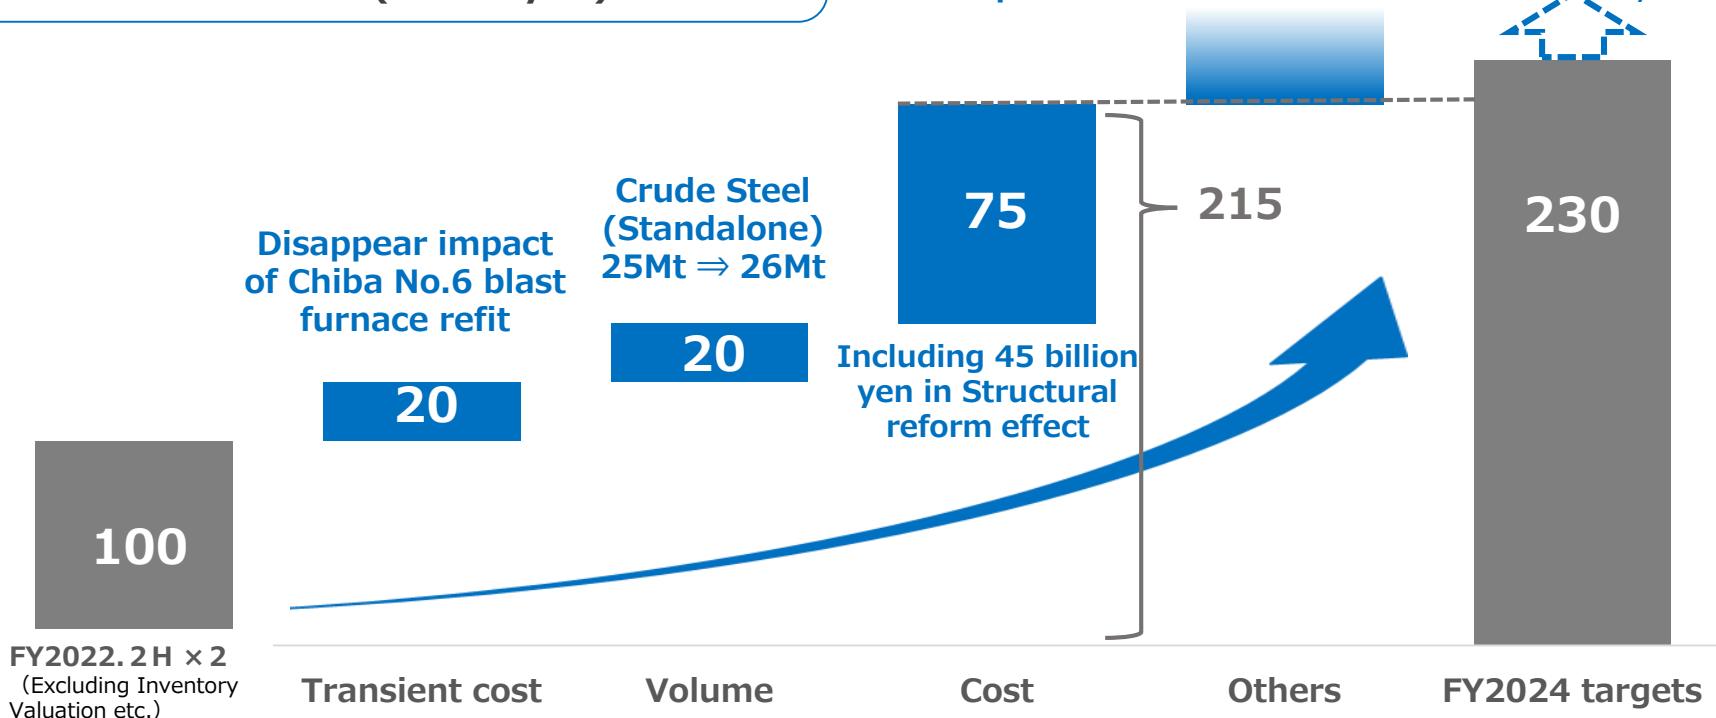 Crude Steel
(Standalone)
25Mt ⇒ 26Mt
Disappear impact
of Chiba No.6 blast
furnace refit
75
215
230
20
20
Including 45 billion
yen in Structural
reform effect
100
FY2022.2H ×2
（Excluding Inventory
Valuation etc.）
Transient cost
Volume
Cost
Others
FY2024 targets